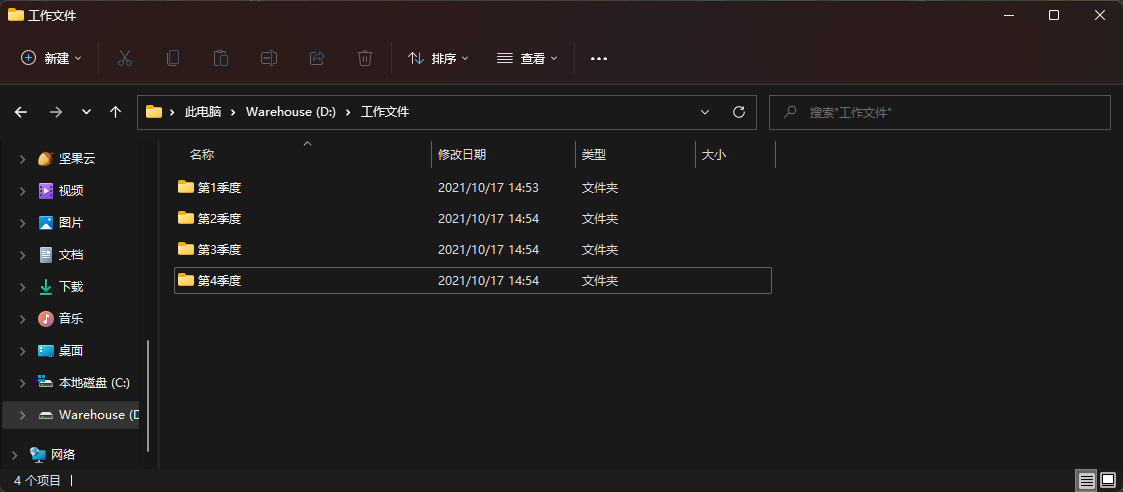 工作文件
新建 排序 查看
此电脑 Warehouse (D:) 工作文件 搜索"工作文件"
名称 修改日期 类型 大小
坚果云
视频
图片
文档
下载
音乐
桌面
本地磁盘 (C:)
Warehouse (D
网络
第1季度 2021/10/17 14:53 文件夹
第2季度 2021/10/17 14:54 文件夹
第3季度 2021/10/17 14:54 文件夹
第4季度 2021/10/17 14:54 文件夹
4 个项目